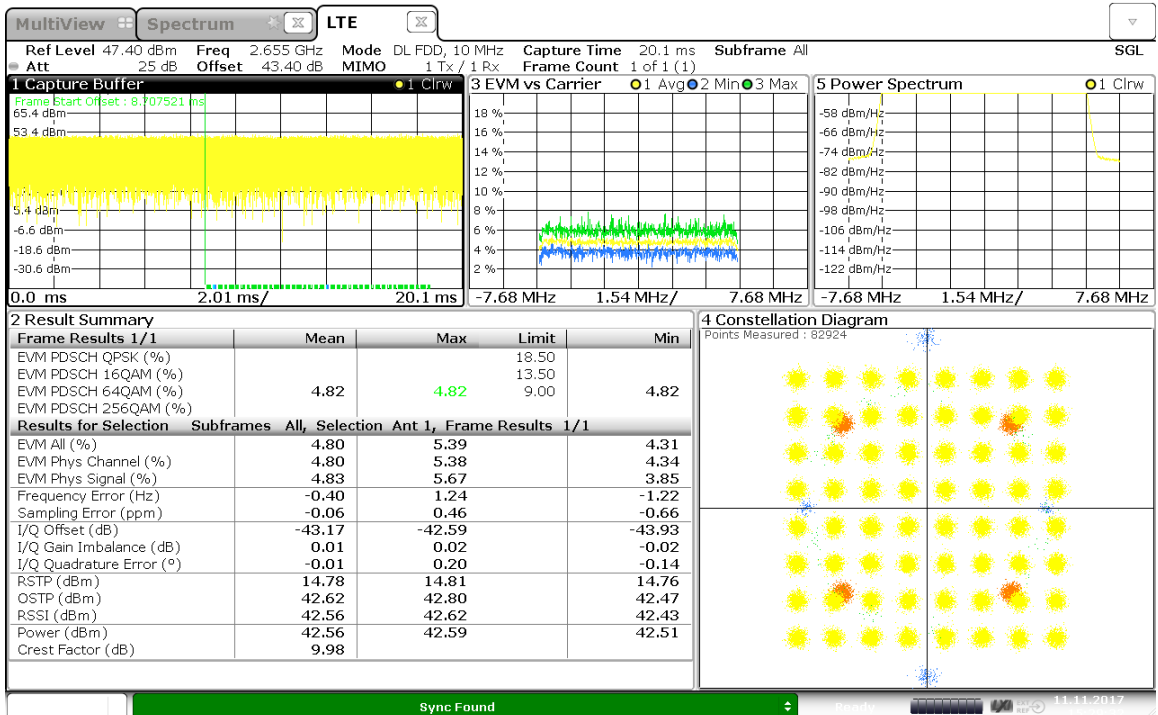 MultiView Spectrum LTE
Ref Level 47.40 dBm Freq 2.655 GHz Mode DL FDD, 10 MHz Capture Time 20.1 ms Subframe All SGL
Att 25 dB Offset 43.40 dB MIMO 1 Tx / 1 Rx Frame Count 1 of 1 (1)
1 Capture Buffer 1 Clrw
Frame Start Offset : 8.707521 ms
65.4 dBm
53.4 dBm
5.4 dBm
-6.6 dBm
-18.6 dBm
-30.6 dBm
0.0 ms 2.01 ms/ 20.1 ms
3 EVM vs Carrier 1 Avg 2 Min 3 Max
18 %
16 %
14 %
12 %
10 %
8 %
6 %
4 %
2 %
-7.68 MHz 1.54 MHz/ 7.68 MHz
5 Power Spectrum 1 Clrw
-58 dBm/Hz
-66 dBm/Hz
-74 dBm/Hz
-82 dBm/Hz
-90 dBm/Hz
-98 dBm/Hz
-106 dBm/Hz
-114 dBm/Hz
-122 dBm/Hz
-7.68 MHz 1.54 MHz/ 7.68 MHz
2 Result Summary
Frame Results 1/1 Mean Max Limit Min
EVM PDSCH QPSK (%) 18.50
EVM PDSCH 16QAM (%) 13.50
EVM PDSCH 64QAM (%) 4.82 4.82 9.00 4.82
EVM PDSCH 256QAM (%)
Results for Selection Subframes All, Selection Ant 1, Frame Results 1/1
EVM All (%) 4.80 5.39 4.31
EVM Phys Channel (%) 4.80 5.38 4.34
EVM Phys Signal (%) 4.83 5.67 3.85
Frequency Error (Hz) -0.40 1.24 -1.22
Sampling Error (ppm) -0.06 0.46 -0.66
I/Q Offset (dB) -43.17 -42.59 -43.93
I/Q Gain Imbalance (dB) 0.01 0.02 -0.02
I/Q Quadrature Error (º) -0.01 0.20 -0.14
RSTP (dBm) 14.78 14.81 14.76
OSTP (dBm) 42.62 42.80 42.47
RSSI (dBm) 42.56 42.62 42.43
Power (dBm) 42.56 42.59 42.51
Crest Factor (dB) 9.98
4 Constellation Diagram
Points Measured : 82924
Sync Found Ready 11.11.2017